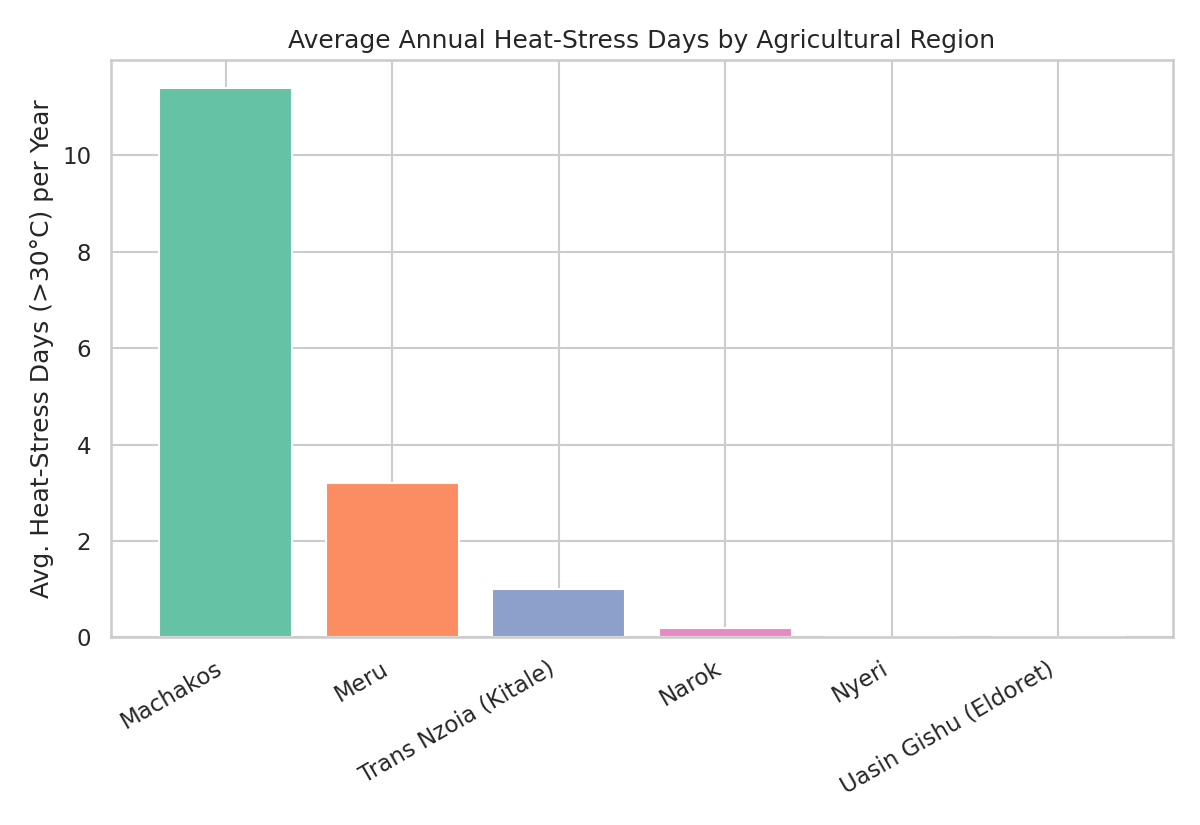 Average Annual Heat-Stress Days by Agricultural Region
Avg. Heat-Stress Days (>30°C) per Year
10
8
6
4
2
0
Machakos
Meru
Trans Nzoia (Kitale)
Narok
Nyeri
Uasin Gishu (Eldoret)